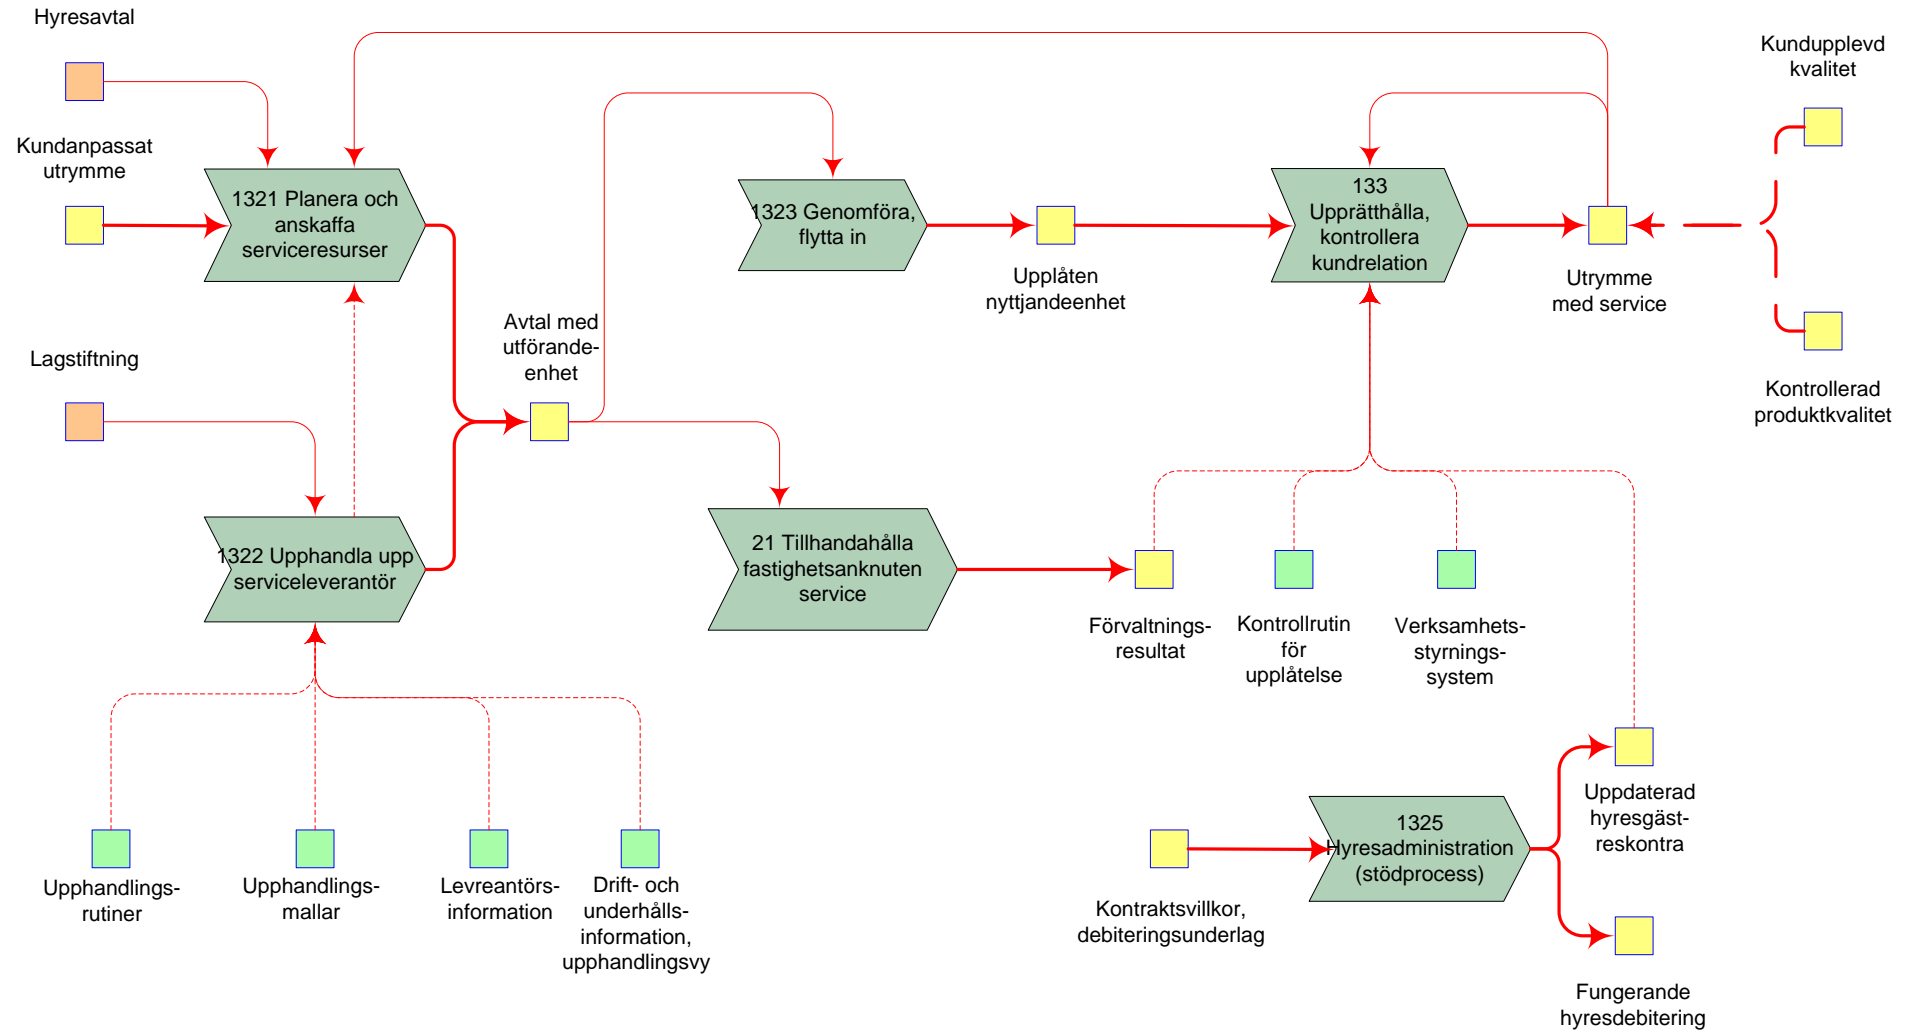 Hyresavtal
Kundanpassat
utrymme
1321 Planera och
anskaffa
serviceresurser
1323 Genomföra,
flytta in
Upplåten
nyttjandeenhet
133
Upprätthålla,
kontrollera
kundrelation
Utrymme
med service
Kundupplevd
kvalitet
Kontrollerad
produktkvalitet
Lagstiftning
Avtal med
utförande-
enhet
1322 Upphandla upp
serviceleverantör
21 Tillhandahålla
fastighetsanknuten
service
Förvaltnings-
resultat
Kontrollrutin
för
upplåtelse
Verksamhets-
styrnings-
system
Upphandlings-
rutiner
Upphandlings-
mallar
Levreantörs-
information
Drift- och
underhålls-
information,
upphandlingsvy
Kontraktsvillkor,
debiteringsunderlag
1325
Hyresadministration
(stödprocess)
Uppdaterad
hyresgäst-
reskontra
Fungerande
hyresdebitering